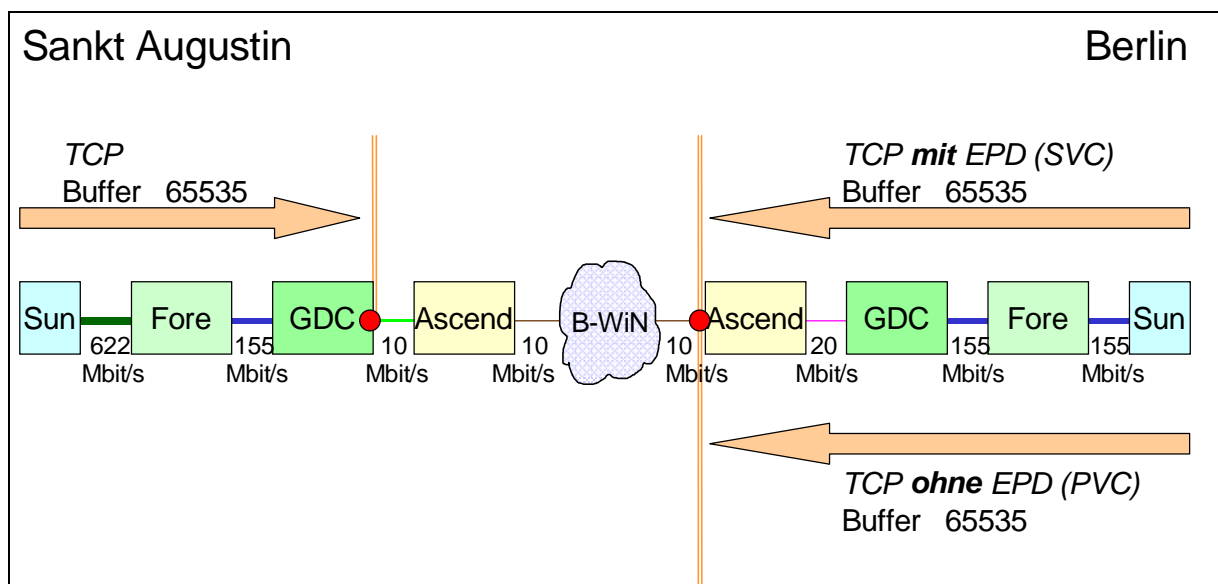 Sankt Augustin
Berlin
TCP
Buffer 65535
TCP mit EPD (SVC)
Buffer 65535
Sun Fore GDC Ascend B-WiN Ascend GDC Fore Sun
622 155 10 10 10 20 155 155
Mbit/s Mbit/s Mbit/s Mbit/s Mbit/s Mbit/s Mbit/s Mbit/s
TCP ohne EPD (PVC)
Buffer 65535